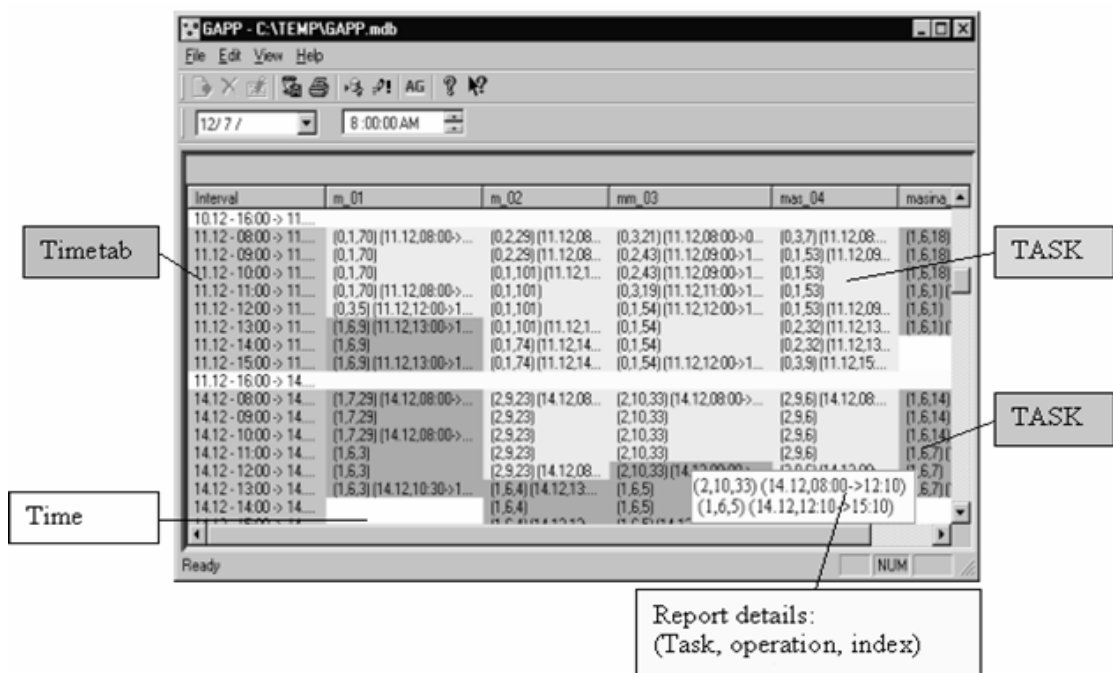 GAPP - C:\TEMP\GAPP.mdb
File Edit View Help
AG
12/ 7 /
8 :00:00 AM
Interval m_01 m_02 mm_03 mas_04 masina_
10.12 - 16:00 -> 11....
11.12 - 08:00 -> 11.... (0,1,70) (11.12,08:00->... (0,2,29) (11.12,08... (0,3,21) (11.12,08:00->0... (0,3,7) (11.12,08:... (1,6,18)
11.12 - 09:00 -> 11.... (0,1,70) (0,2,29) (11.12,08... (0,2,43) (11.12,09:00->1... (0,1,53) (11.12,09... (1,6,18)
11.12 - 10:00 -> 11.... (0,1,70) (0,1,101) (11.12,1... (0,2,43) (11.12,09:00->1... (0,1,53) (1,6,18)
11.12 - 11:00 -> 11.... (0,1,70) (11.12,08:00->... (0,1,101) (0,3,19) (11.12,11:00->1... (0,1,53) (1,6,1) (
11.12 - 12:00 -> 11.... (0,3,5) (11.12,12:00->1... (0,1,101) (0,1,54) (11.12,12:00->1... (0,1,53) (11.12,09... (1,6,1)
11.12 - 13:00 -> 11.... (1,6,9) (11.12,13:00->1... (0,1,101) (11.12,1... (0,1,54) (0,2,32) (11.12,13... (1,6,1) (
11.12 - 14:00 -> 11.... (1,6,9) (0,1,74) (11.12,14... (0,1,54) (0,2,32) (11.12,13...
11.12 - 15:00 -> 11.... (1,6,9) (11.12,13:00->1... (0,1,74) (11.12,14... (0,1,54) (11.12,12:00->1... (0,3,9) (11.12,15:...
11.12 - 16:00 -> 14....
14.12 - 08:00 -> 14.... (1,7,29) (14.12,08:00->... (2,9,23) (14.12,08... (2,10,33) (14.12,08:00->... (2,9,6) (14.12,08:... (1,6,14)
14.12 - 09:00 -> 14.... (1,7,29) (2,9,23) (2,10,33) (2,9,6) (1,6,14)
14.12 - 10:00 -> 14.... (1,7,29) (14.12,08:00->... (2,9,23) (2,10,33) (2,9,6) (1,6,14)
14.12 - 11:00 -> 14.... (1,6,3) (2,9,23) (2,10,33) (2,9,6) (1,6,7) (
14.12 - 12:00 -> 14.... (1,6,3) (2,9,23) (14.12,08... (2,10,33) (1,6,7)
14.12 - 13:00 -> 14.... (1,6,3) (14.12,10:30->1... (1,6,4) (14.12,13:... (1,6,5)
14.12 - 14:00 -> 14.... (1,6,4) (1,6,5)
(2,10,33) (14.12,08:00->12:10)
(1,6,5) (14.12,12:10->15:10)
Ready NUM
Timetab
TASK
TASK
Time
Report details:
(Task, operation, index)